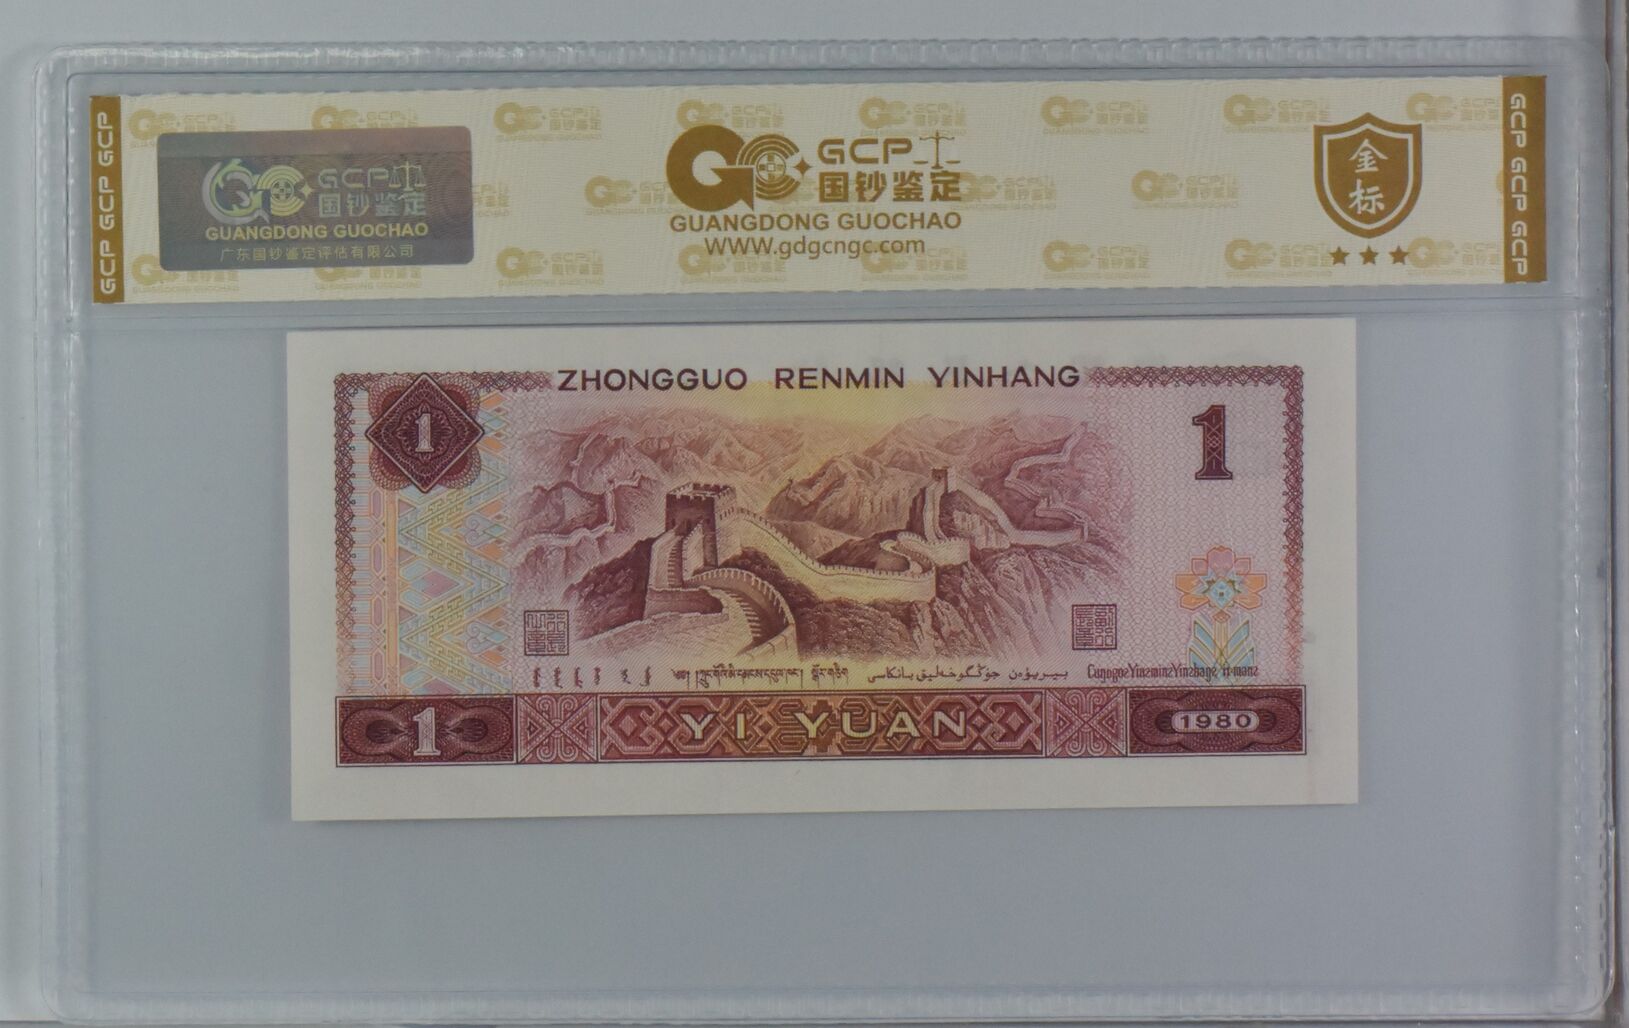 GCP GCP GCP
GCP
国钞鉴定
GUANGDONG GUOCHAO
广东国钞鉴定评估有限公司
GCP
国钞鉴定
GUANGDONG GUOCHAO
WWW.gdgcngc.com
金
标
GCP GCP GCP
ZHONGGUO RENMIN YINHANG
1
1
1
YI YUAN
1980